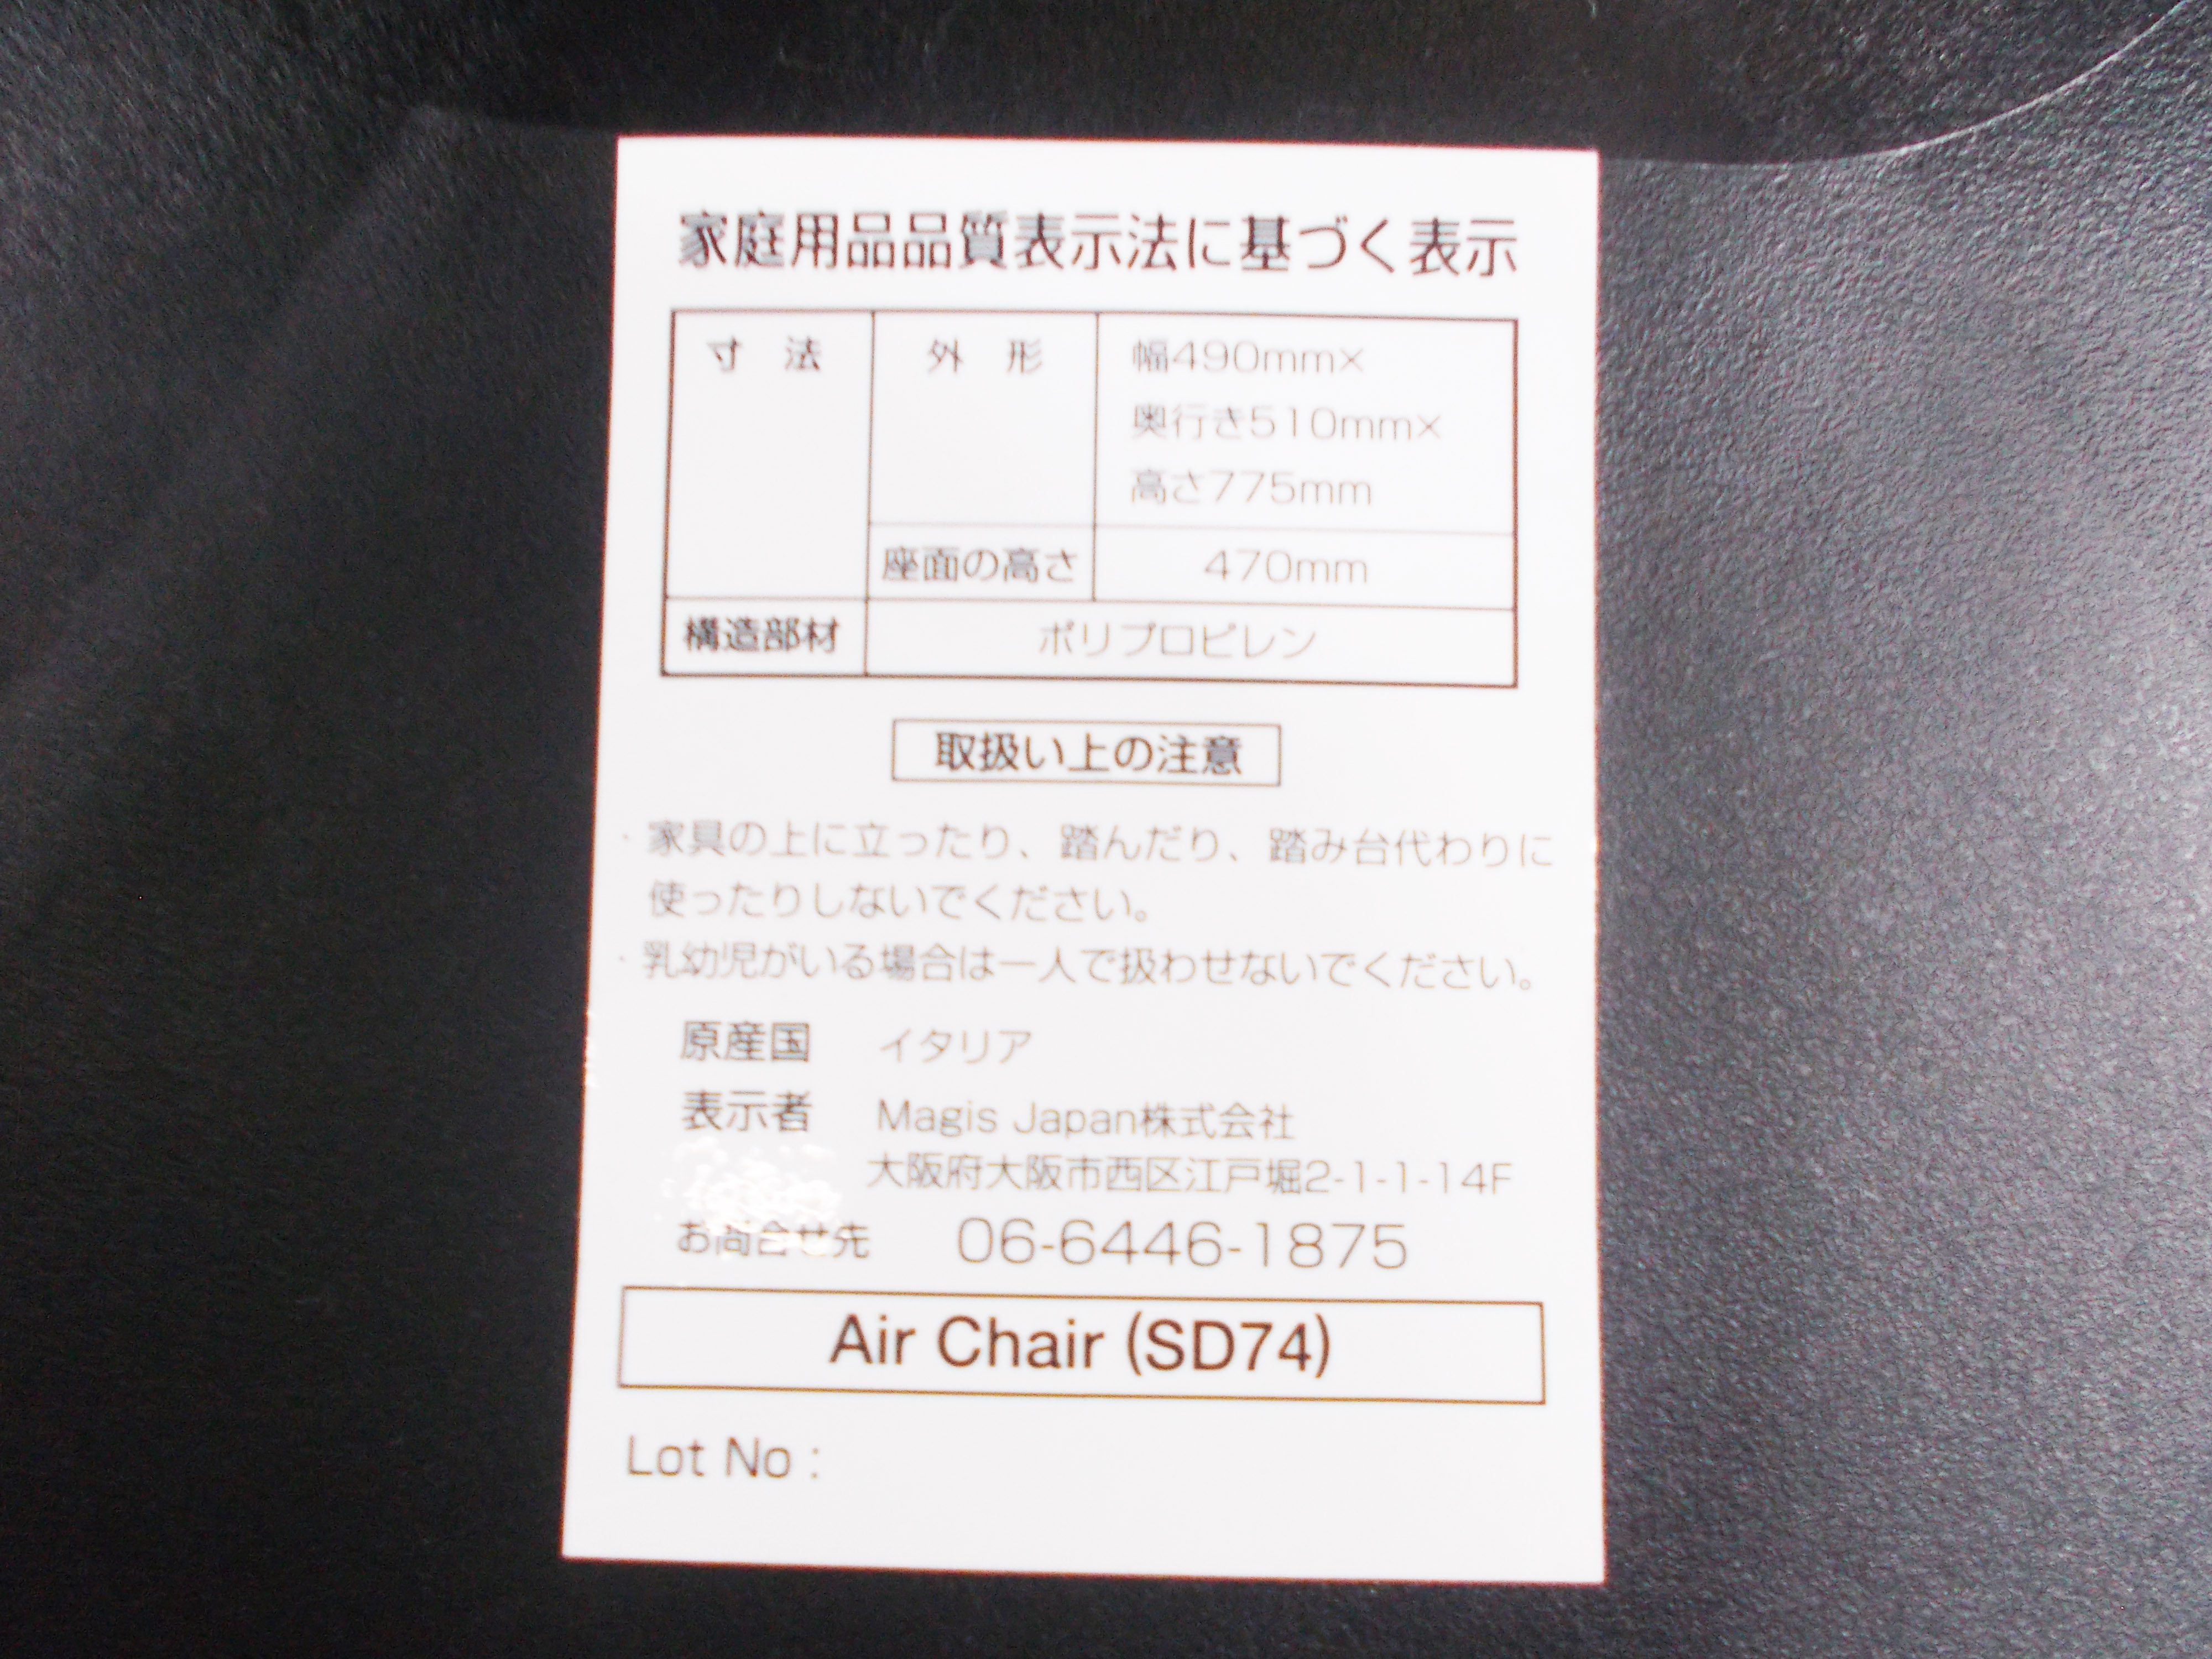 家庭用品品質表示法に基づく表示
寸 法 外 形 幅490mm×
奥行き510mm×
高さ775mm
座面の高さ 470mm
構造部材 ポリプロピレン
取扱い上の注意
・家具の上に立ったり、踏んだり、踏み台代わりに
使ったりしないでください。
・乳幼児がいる場合は一人で扱わせないでください。
原産国 イタリア
表示者 Magis Japan株式会社
大阪府大阪市西区江戸堀2-1-1-14F
お問合せ先 06-6446-1875
Air Chair (SD74)
Lot No :